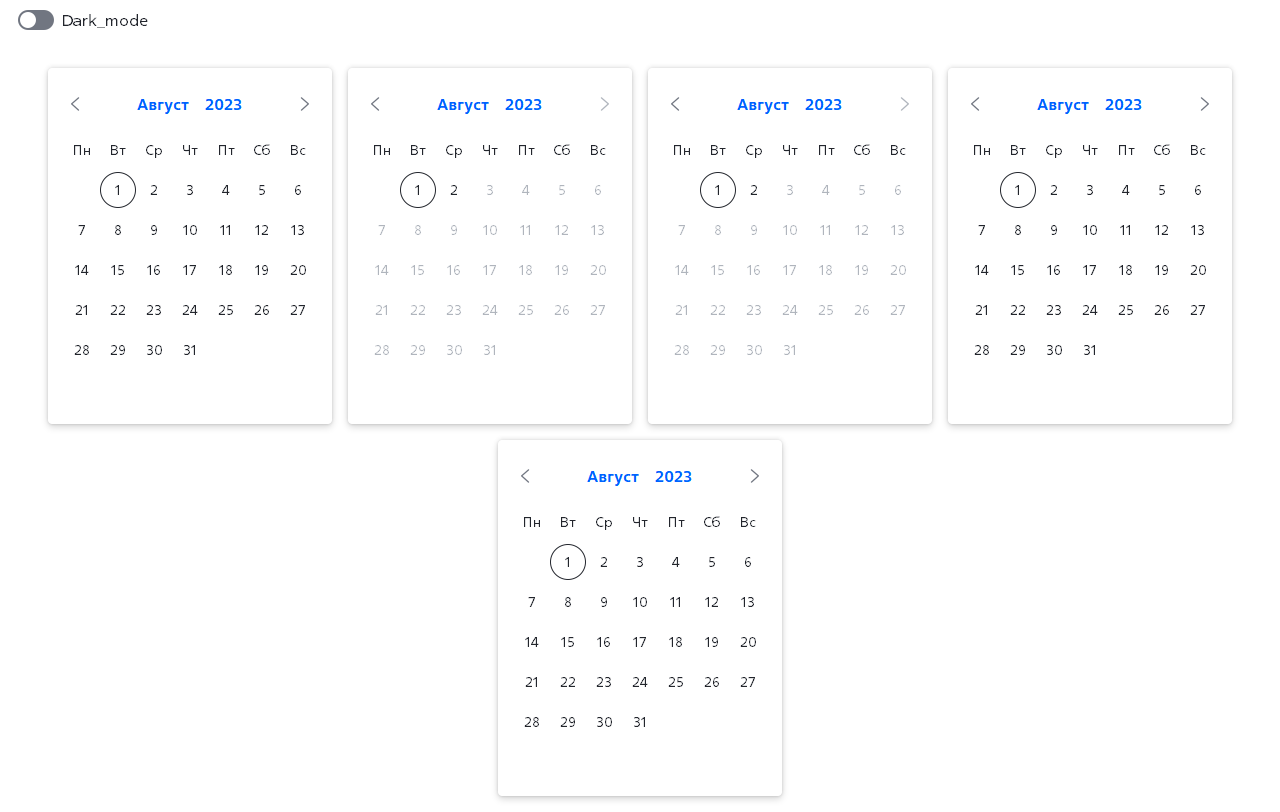 Dark_mode
Август 2023 Август 2023 Август 2023 Август 2023
Пн Вт Ср Чт Пт Сб Вс Пн Вт Ср Чт Пт Сб Вс Пн Вт Ср Чт Пт Сб Вс Пн Вт Ср Чт Пт Сб Вс
1 2 3 4 5 6 1 2 3 4 5 6 1 2 3 4 5 6 1 2 3 4 5 6
7 8 9 10 11 12 13 7 8 9 10 11 12 13 7 8 9 10 11 12 13 7 8 9 10 11 12 13
14 15 16 17 18 19 20 14 15 16 17 18 19 20 14 15 16 17 18 19 20 14 15 16 17 18 19 20
21 22 23 24 25 26 27 21 22 23 24 25 26 27 21 22 23 24 25 26 27 21 22 23 24 25 26 27
28 29 30 31 28 29 30 31 28 29 30 31 28 29 30 31
Август 2023
Пн Вт Ср Чт Пт Сб Вс
1 2 3 4 5 6
7 8 9 10 11 12 13
14 15 16 17 18 19 20
21 22 23 24 25 26 27
28 29 30 31